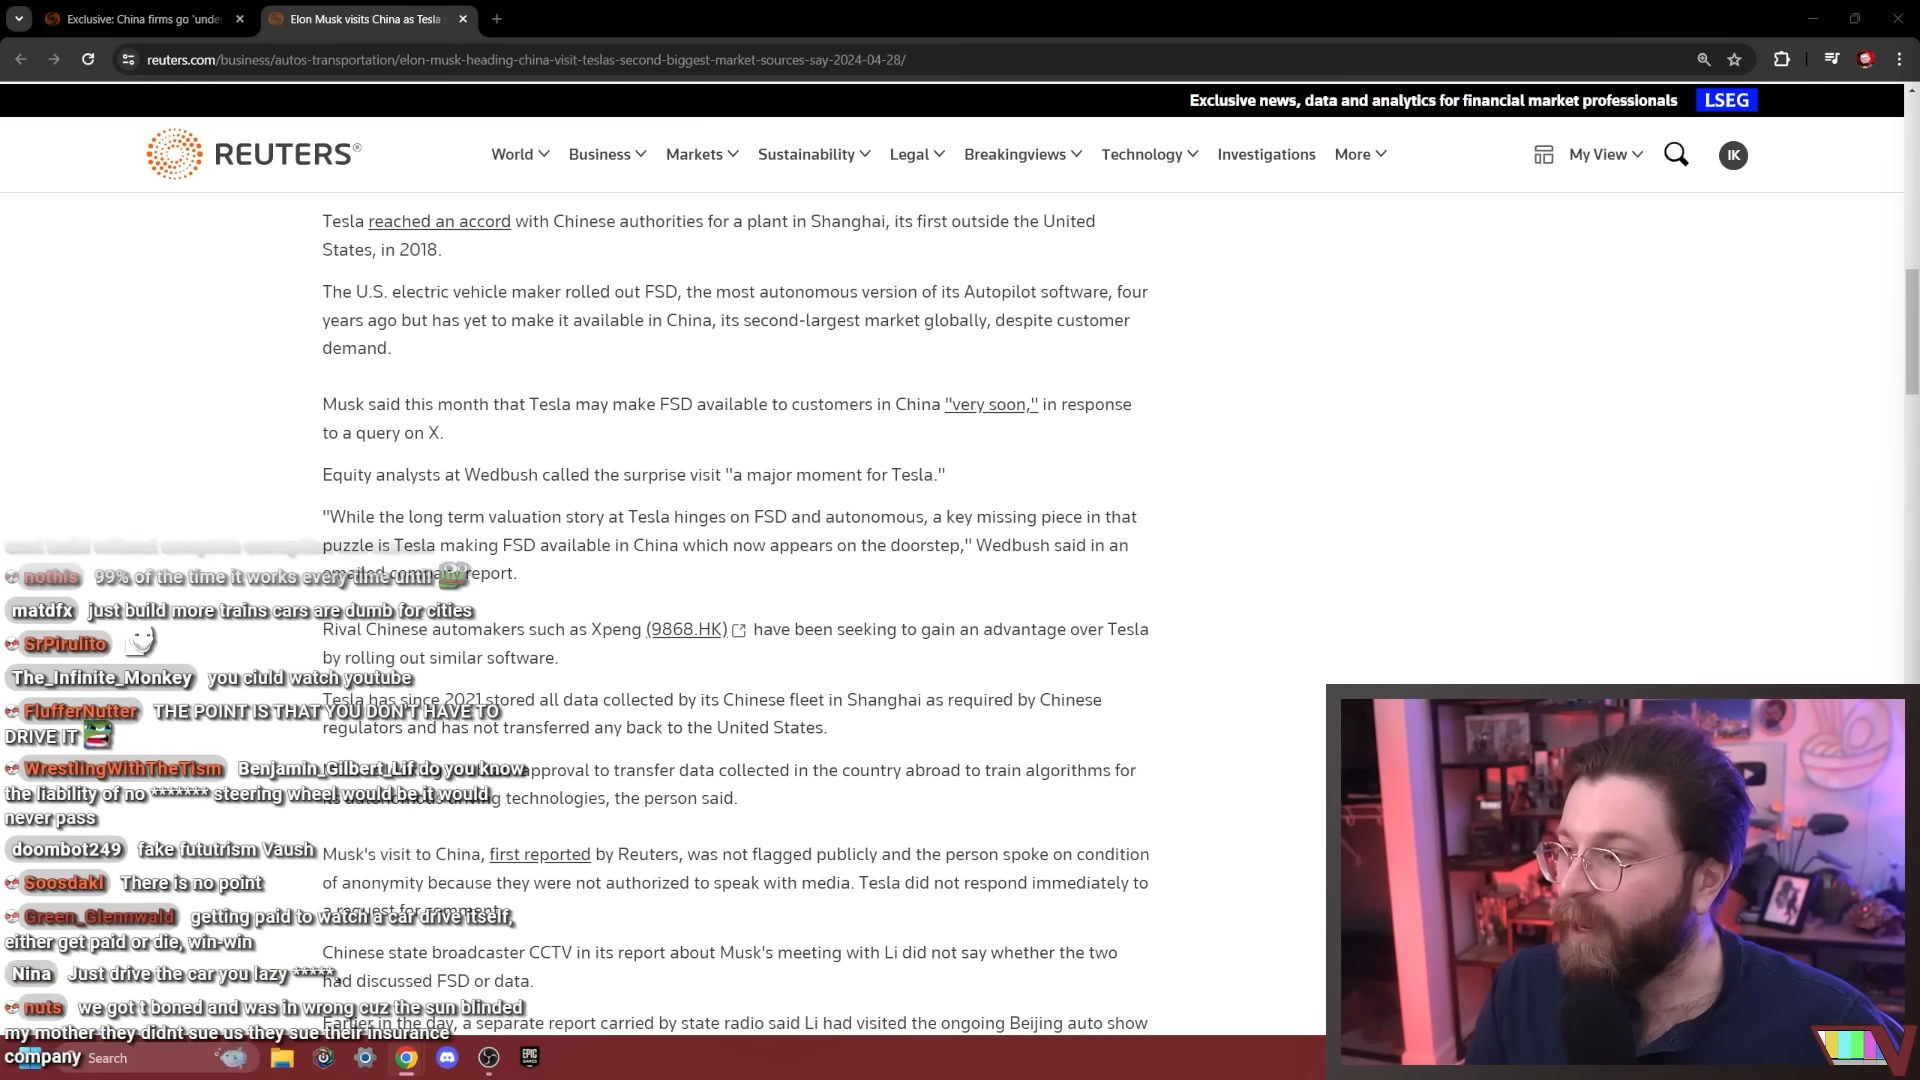 Exclusive: China firms go 'unde
Elon Musk visits China as Tesla
reuters.com/business/autos-transportation/elon-musk-heading-china-visit-teslas-second-biggest-market-sources-say-2024-04-28/
Exclusive news, data and analytics for financial market professionals LSEG
REUTERS® World Business Markets Sustainability Legal Breakingviews Technology Investigations More My View IK
Tesla reached an accord with Chinese authorities for a plant in Shanghai, its first outside the United
States, in 2018.
The U.S. electric vehicle maker rolled out FSD, the most autonomous version of its Autopilot software, four
years ago but has yet to make it available in China, its second-largest market globally, despite customer
demand.
Musk said this month that Tesla may make FSD available to customers in China "very soon," in response
to a query on X.
Equity analysts at Wedbush called the surprise visit "a major moment for Tesla."
"While the long term valuation story at Tesla hinges on FSD and autonomous, a key missing piece in that
puzzle is Tesla making FSD available in China which now appears on the doorstep," Wedbush said in an
emailed company report.
Rival Chinese automakers such as Xpeng (9868.HK) have been seeking to gain an advantage over Tesla
by rolling out similar software.
Tesla has since 2021 stored all data collected by its Chinese fleet in Shanghai as required by Chinese
regulators and has not transferred any back to the United States.
approval to transfer data collected in the country abroad to train algorithms for
its autonomous driving technologies, the person said.
Musk's visit to China, first reported by Reuters, was not flagged publicly and the person spoke on condition
of anonymity because they were not authorized to speak with media. Tesla did not respond immediately to
a request for comment.
Chinese state broadcaster CCTV in its report about Musk's meeting with Li did not say whether the two
had discussed FSD or data.
Earlier in the day, a separate report carried by state radio said Li had visited the ongoing Beijing auto show
nothis 99% of the time it works every time until
matdfx just build more trains cars are dumb for cities
SrPirulito
The_Infinite_Monkey you ciuld watch youtube
FlufferNutter THE POINT IS THAT YOU DON'T HAVE TO
DRIVE IT
WrestlingWithTheTism Benjamin_Gilbert_Lif do you know
the liability of no ******* steering wheel would be it would
never pass
doombot249 fake fututrism Vaush
Soosdakl There is no point
Green_Glennwald getting paid to watch a car drive itself,
either get paid or die, win-win
Nina Just drive the car you lazy *****
nuts we got t boned and was in wrong cuz the sun blinded
my mother they didnt sue us they sue their insurance
company
Search
EPIC
GAMES